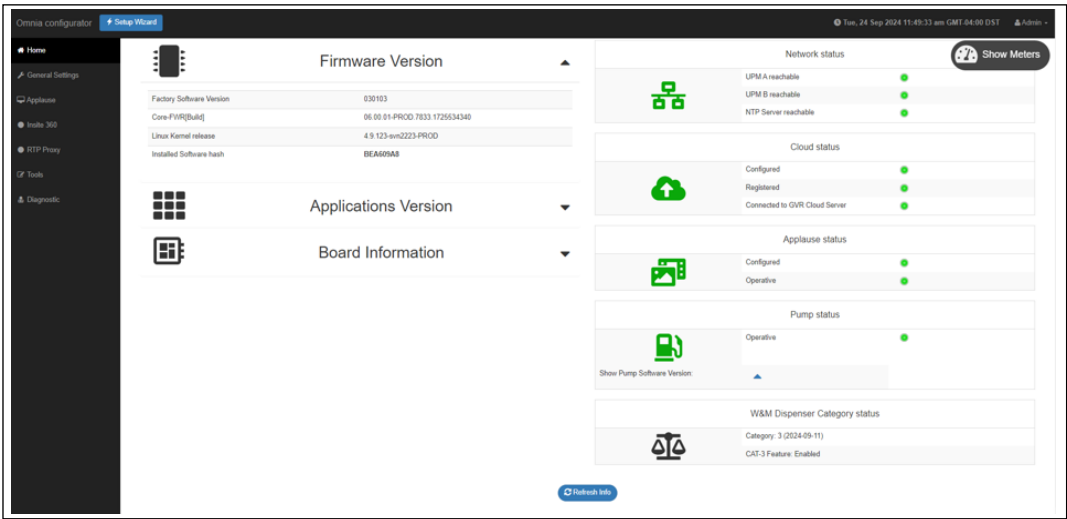 Omnia configurator
Setup Wizard
Tue, 24 Sep 2024 11:49:33 am GMT-04:00 DST
Admin
Home
General Settings
Applause
Insite 360
RTP Proxy
Tools
Diagnostic
Firmware Version
Factory Software Version 030103
Core-FWR[Build] 06.00.01-PROD.7833.1725534340
Linux Kernel release 4.9.123-svn2223-PROD
Installed Software hash BEA609A8
Applications Version
Board Information
Network status
Show Meters
UPM A reachable
UPM B reachable
NTP Server reachable
Cloud status
Configured
Registered
Connected to GVR Cloud Server
Applause status
Configured
Operative
Pump status
Operative
Show Pump Software Version:
W&M Dispenser Category status
Category: 3 (2024-09-11)
CAT-3 Feature: Enabled
Refresh Info